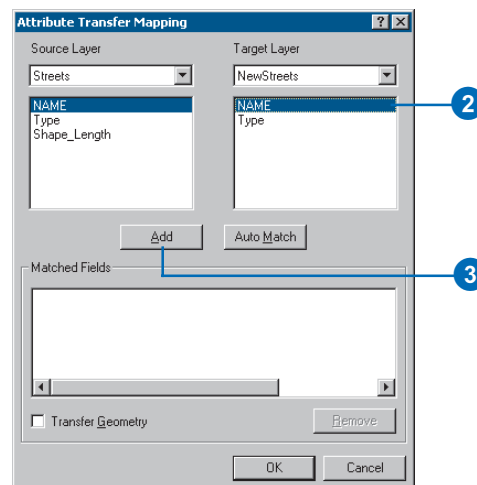 Attribute Transfer Mapping
Source Layer Target Layer
Streets NewStreets
NAME NAME 2
Type Type
Shape_Length
Add Auto Match
3
Matched Fields
Transfer Geometry Remove
OK Cancel